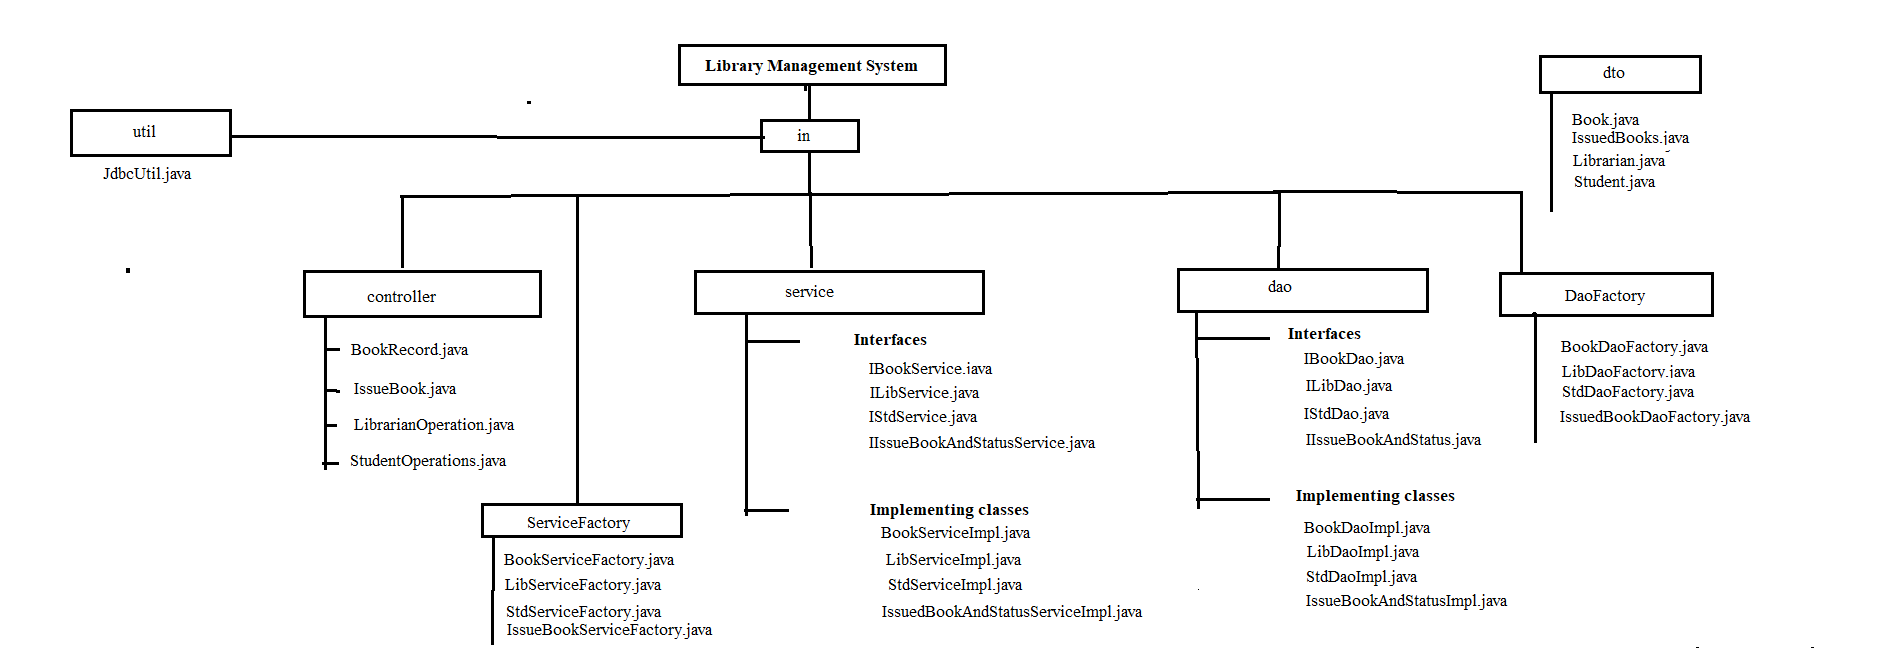 Library Management System
in
util
JdbcUtil.java
dto
Book.java
IssuedBooks.java
Librarian.java
Student.java
controller
BookRecord.java
IssueBook.java
LibrarianOperation.java
StudentOperations.java
ServiceFactory
BookServiceFactory.java
LibServiceFactory.java
StdServiceFactory.java
IssueBookServiceFactory.java
service
Interfaces
IBookService.java
ILibService.java
IStdService.java
IIssueBookAndStatusService.java
Implementing classes
BookServiceImpl.java
LibServiceImpl.java
StdServiceImpl.java
IssuedBookAndStatusServiceImpl.java
dao
Interfaces
IBookDao.java
ILibDao.java
IStdDao.java
IIssueBookAndStatus.java
Implementing classes
BookDaoImpl.java
LibDaoImpl.java
StdDaoImpl.java
IssueBookAndStatusImpl.java
DaoFactory
BookDaoFactory.java
LibDaoFactory.java
StdDaoFactory.java
IssuedBookDaoFactory.java